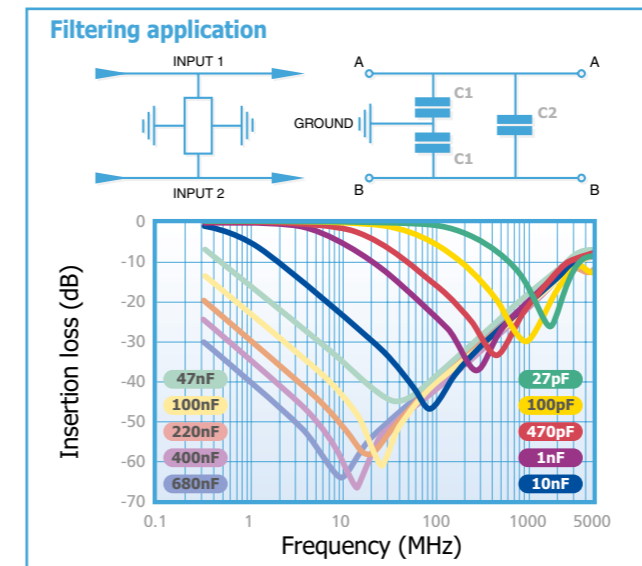 Filtering application
INPUT 1
INPUT 2
A A
C1
C2
GROUND
C1
B B
Insertion loss (dB)
0
-10
-20
-30
-40
-50
-60
-70
47nF
100nF
220nF
400nF
680nF
27pF
100pF
470pF
1nF
10nF
0.1 1 10 100 1000 5000
Frequency (MHz)